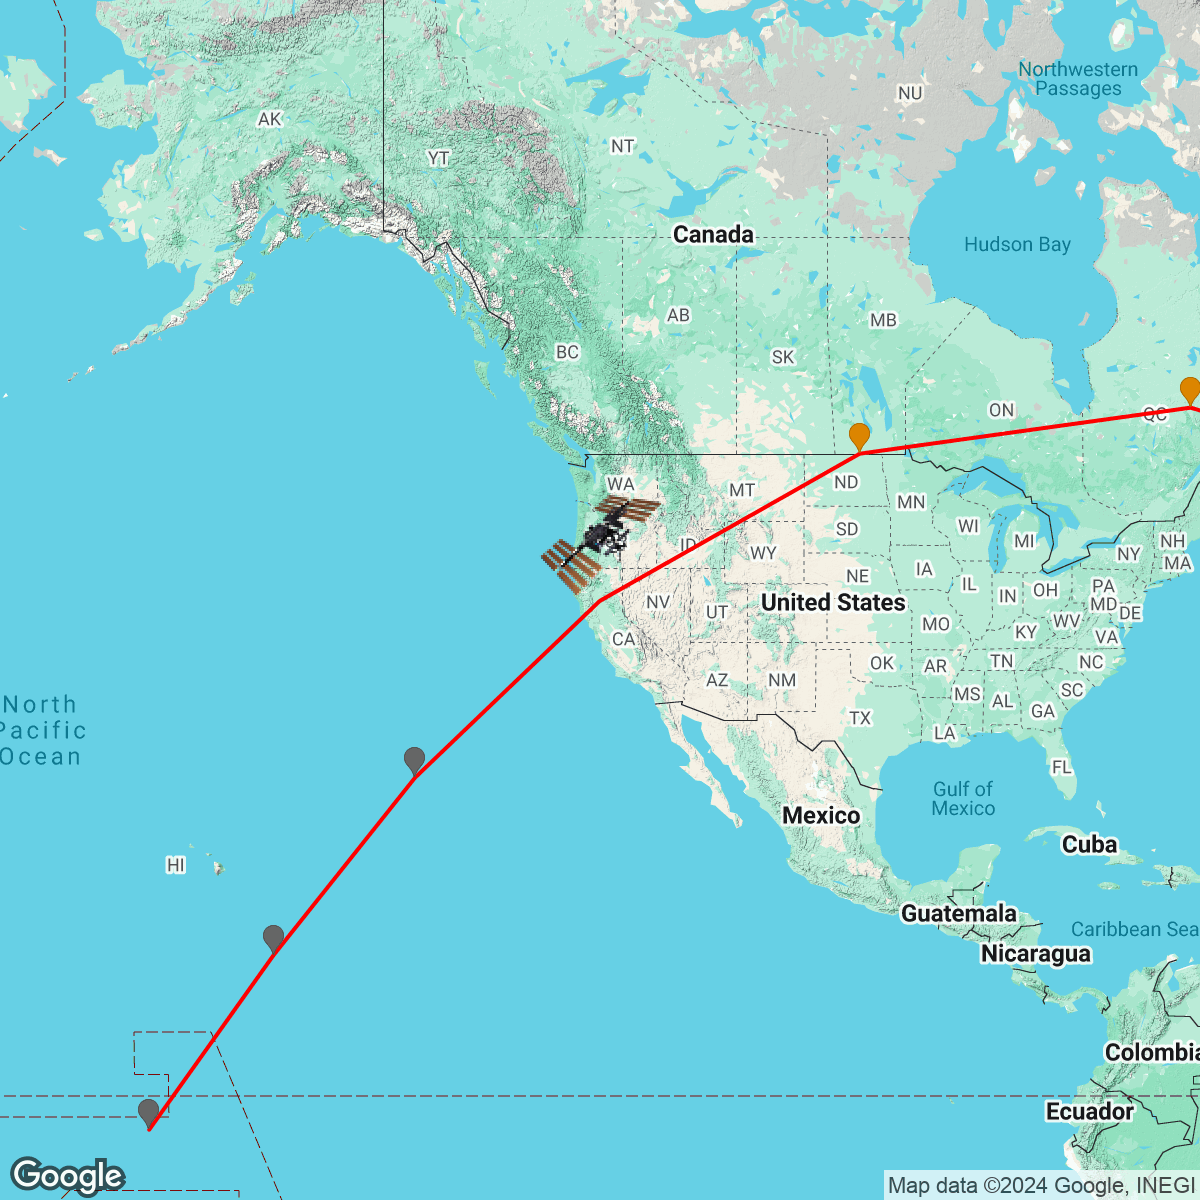 Northwestern
Passages
NU
AK
NT
YT
Canada
Hudson Bay
AB
MB
BC
SK
ON
QC
WA
ND
MT
MN
SD
WI
ID
MI
NH
NY
WY
MA
IA
NE
IL
PA
OH
IN
United States
NV
MD
DE
UT
WV
MO
KY
VA
CA
OK
AR
TN
NC
AZ
NM
SC
MS
AL
North
GA
TX
Pacific
LA
Ocean
FL
Gulf of
Mexico
Mexico
Cuba
HI
Guatemala
Caribbean Sea
Nicaragua
Colombia
Ecuador
Google
Map data ©2024 Google, INEGI